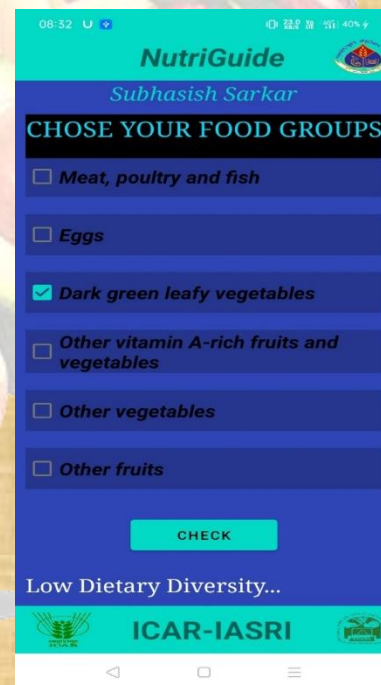 08:32
40%
NutriGuide
Subhasish Sarkar
CHOSE YOUR FOOD GROUPS
Meat, poultry and fish
Eggs
Dark green leafy vegetables
Other vitamin A-rich fruits and
vegetables
Other vegetables
Other fruits
CHECK
Low Dietary Diversity...
ICAR-IASRI